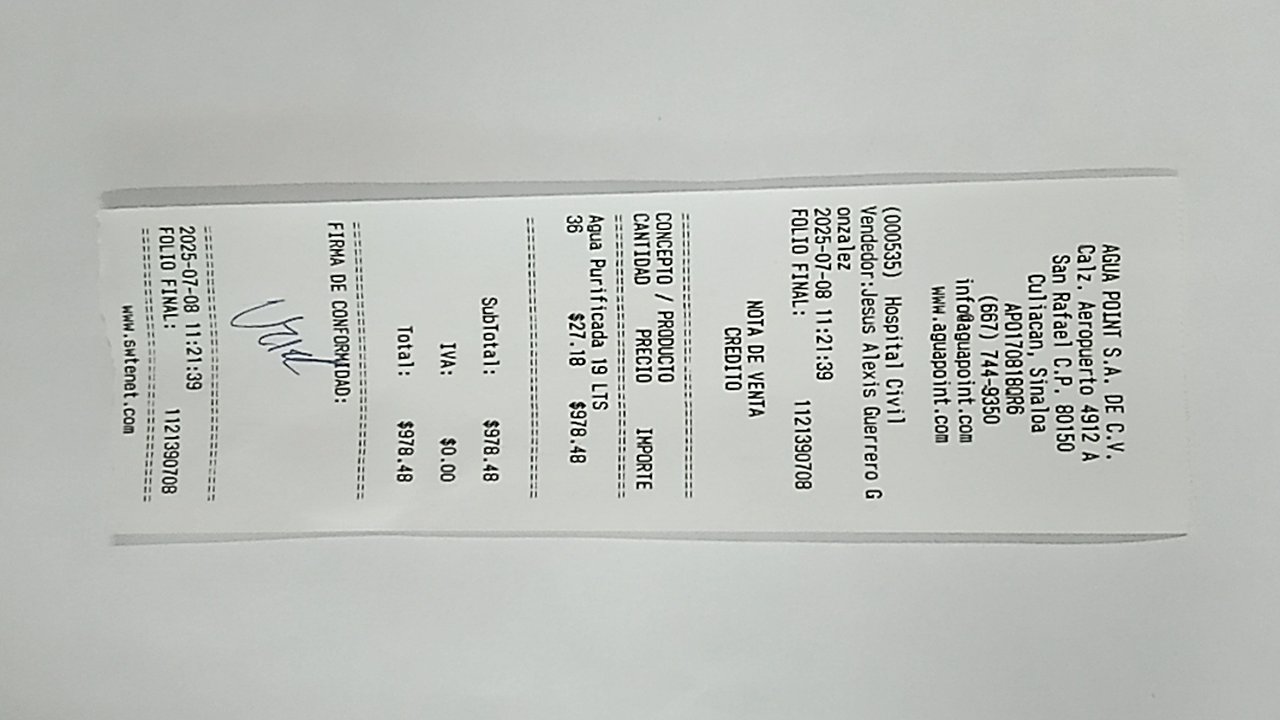 AGUA POINT S.A. DE C.V.
Calz. Aeropuerto 4912 A
San Rafael C.P. 80150
Culiacan, Sinaloa
APO170818QR6
(667) 744-9350
info@aguapoint.com
www.aguapoint.com
(000535) Hospital Civil
Vendedor:Jesus Alexis Guerrero G
onzalez
2025-07-08 11:21:39
FOLIO FINAL: 1121390708
NOTA DE VENTA
CREDITO
================================
CONCEPTO / PRODUCTO
CANTIDAD PRECIO IMPORTE
================================
Agua Purificada 19 LTS
36 $27.18 $978.48
================================
SubTotal: $978.48
IVA: $0.00
Total: $978.48
================================
FIRMA DE CONFORMIDAD:
================================
2025-07-08 11:21:39
FOLIO FINAL: 1121390708
================================
www.swtenet.com